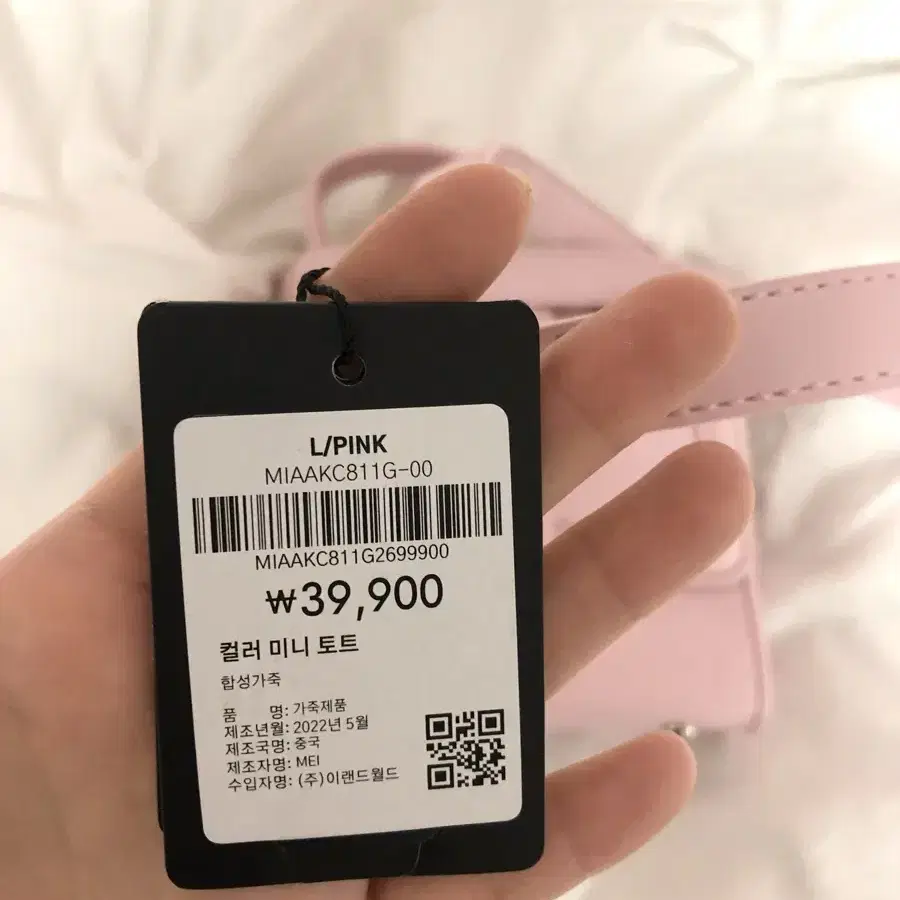 L/PINK
MIAAKC811G-00
MIAAKC811G2699900
₩39,900
컬러 미니 토트
합성가죽
품 명: 가죽제품
제조년월: 2022년 5월
제조국명: 중국
제조자명: MEI
수입자명: (주)이랜드월드